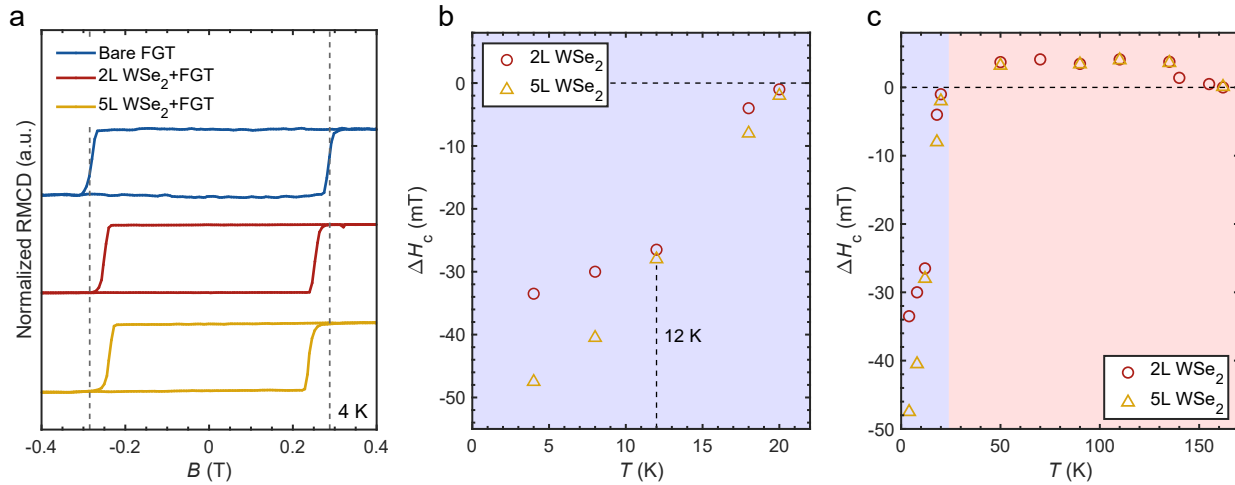 a
Bare FGT
2L WSe₂+FGT
5L WSe₂+FGT
Normalized RMCD (a.u.)
4 K
-0.4 -0.2 0 0.2 0.4
B (T)
b
2L WSe₂
5L WSe₂
0
-10
-20
-30
-40
-50
ΔH_c (mT)
12 K
0 5 10 15 20
T (K)
c
0
-10
-20
-30
-40
-50
ΔH_c (mT)
2L WSe₂
5L WSe₂
0 50 100 150
T (K)